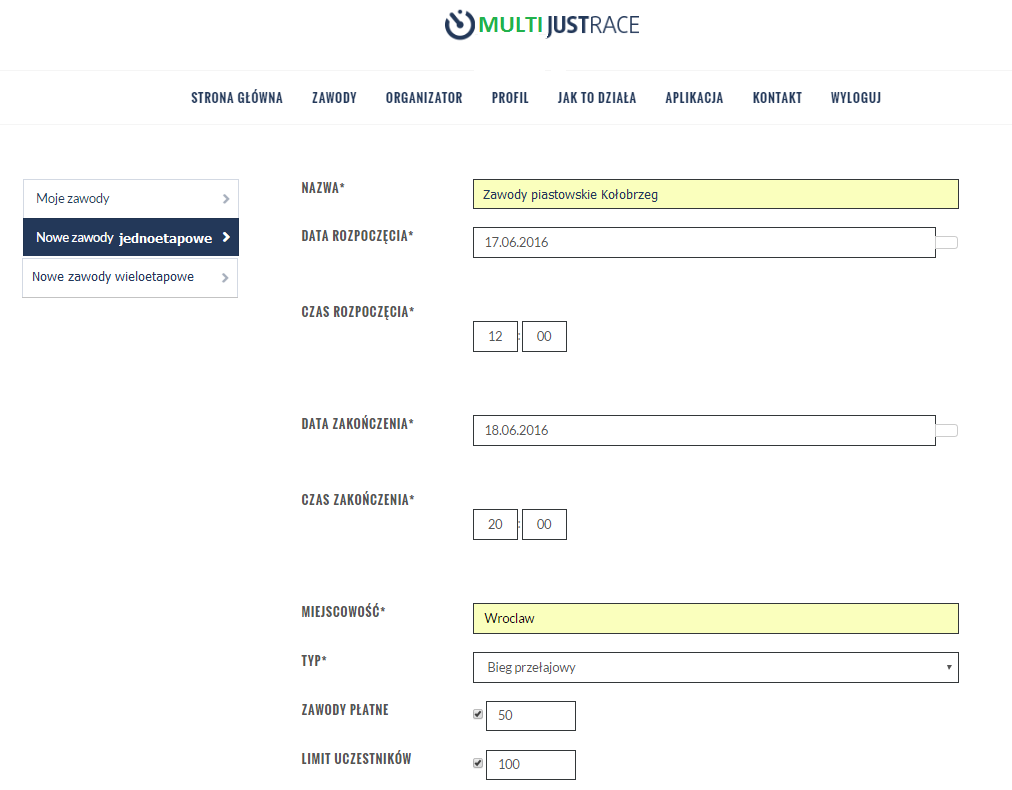 MULTI JUSTRACE
STRONA GŁÓWNA ZAWODY ORGANIZATOR PROFIL JAK TO DZIAŁA APLIKACJA KONTAKT WYLOGUJ
Moje zawody
Nowe zawody jednoetapowe
Nowe zawody wieloetapowe
NAZWA* Zawody piastowskie Kołobrzeg
DATA ROZPOCZĘCIA* 17.06.2016
CZAS ROZPOCZĘCIA*
12 : 00
DATA ZAKOŃCZENIA* 18.06.2016
CZAS ZAKOŃCZENIA*
20 : 00
MIEJSCOWOŚĆ* Wroclaw
TYP* Bieg przełajowy
ZAWODY PŁATNE 50
LIMIT UCZESTNIKÓW 100